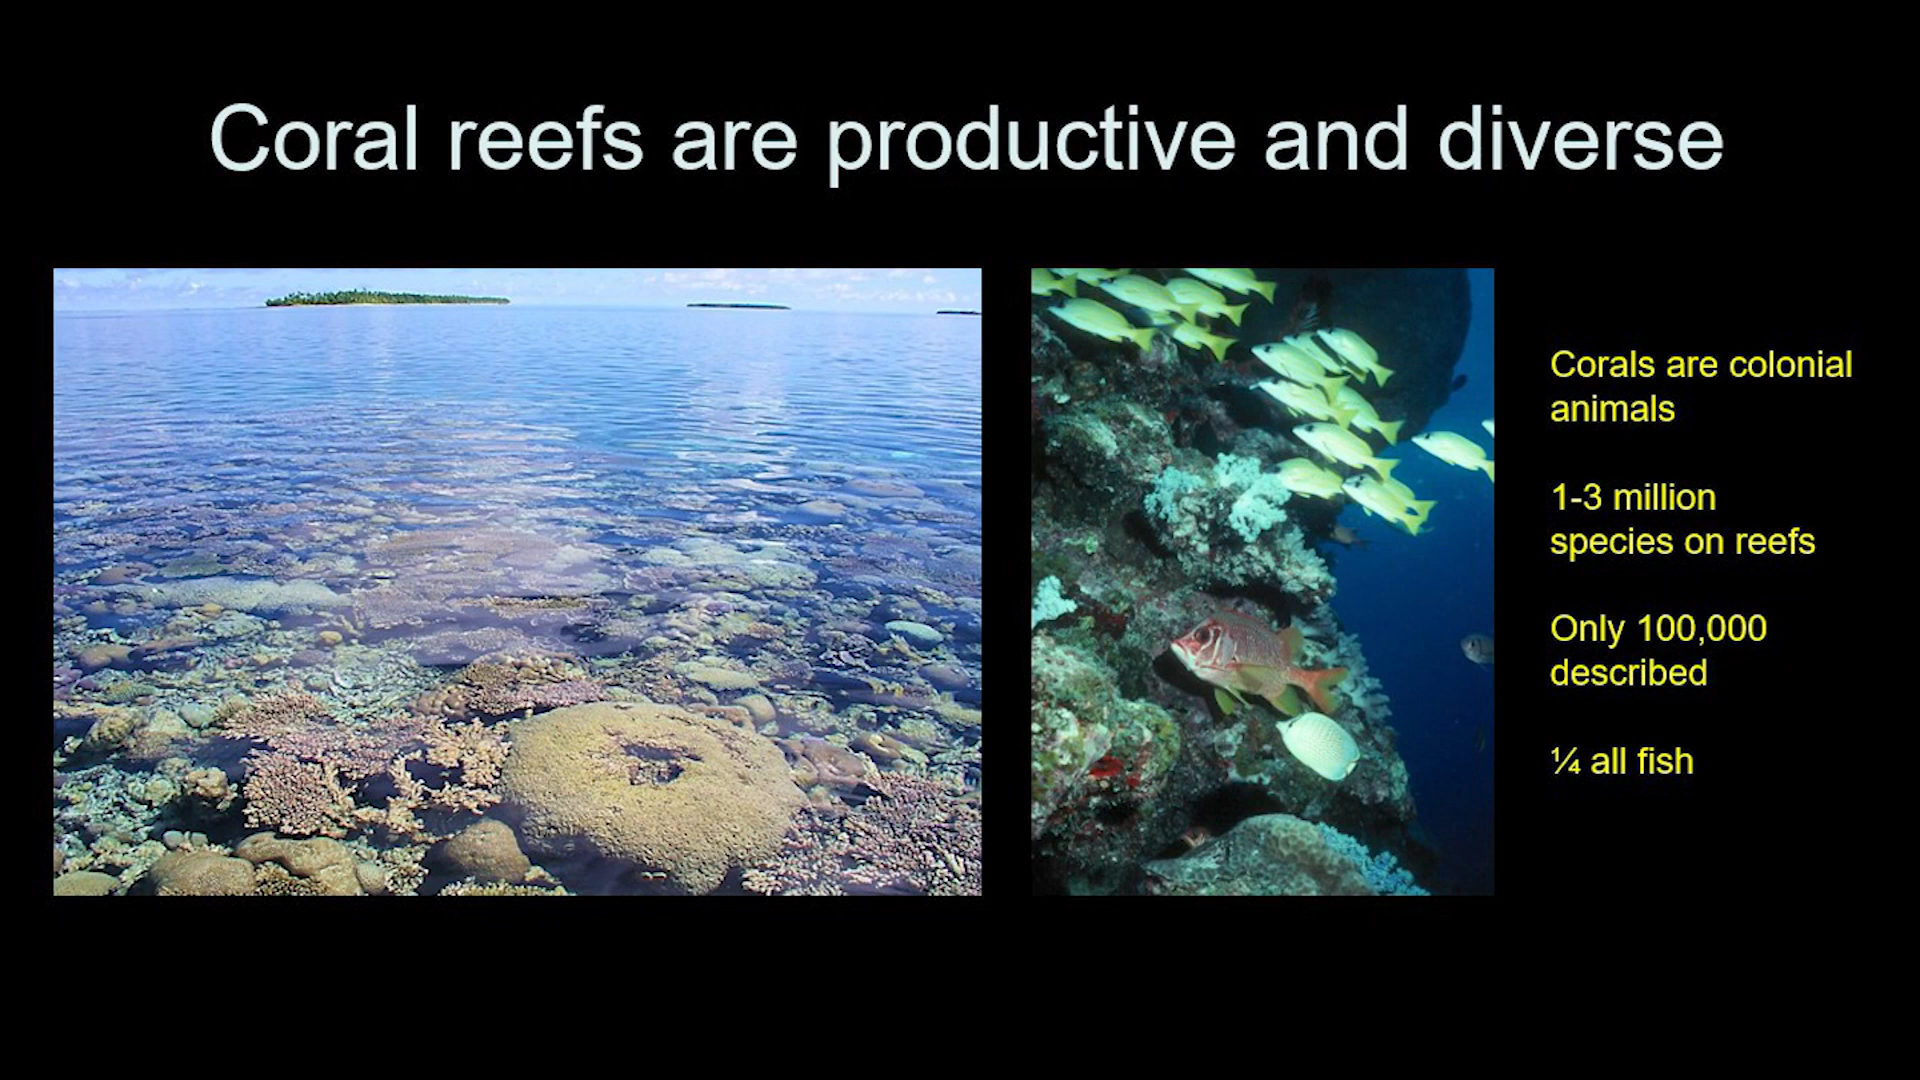 Coral reefs are productive and diverse
Corals are colonial
animals
1-3 million
species on reefs
Only 100,000
described
¼ all fish